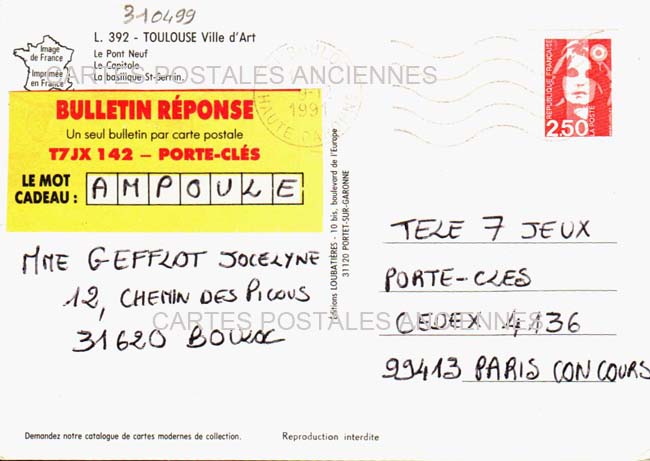 310499
L. 392 - TOULOUSE Ville d'Art
Le Pont Neuf
Le Capitole
La basilique St-Sernin.
Image
de France
Imprimée
en France
CARTES POSTALES ANCIENNES
1991
HAUTE GARONNE
REPUBLIQUE FRANÇAISE
2,50
LA POSTE
BULLETIN RÉPONSE
Un seul bulletin par carte postale
T7JX 142 – PORTE-CLÉS
LE MOT
CADEAU : AMPOULE
MME GEFFLOT JOCELYNE
12, CHEMIN DES PICOUS
31620 BOULOC
Editions LOUBATIÈRES - 10 bis, boulevard de l'Europe
31120 PORTET-SUR-GARONNE
TELE 7 JEUX
PORTE-CLES
CEDEX 4136
99413 PARIS CONCOURS
CARTES POSTALES ANCIENNES
Demandez notre catalogue de cartes modernes de collection.
Reproduction interdite